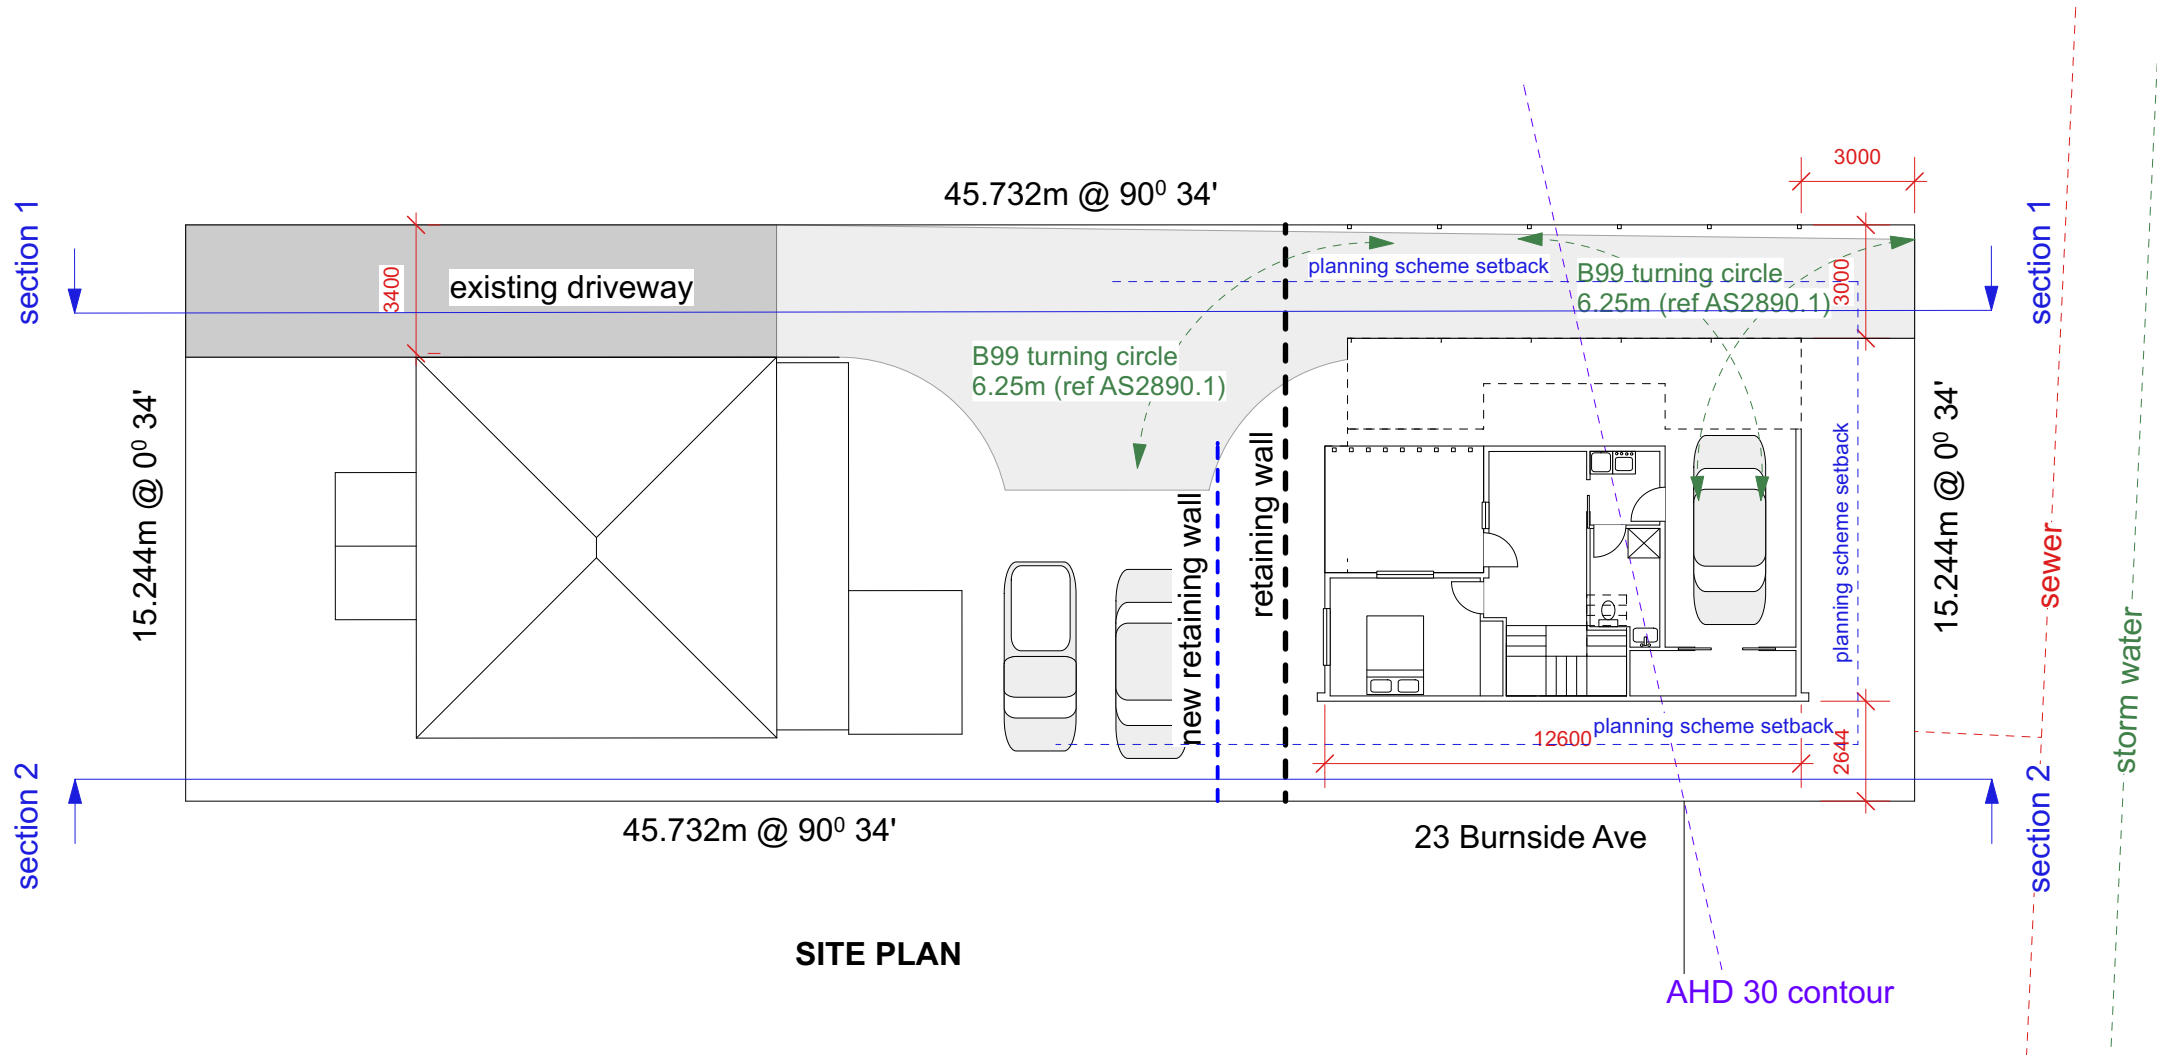 3000
45.732m @ 90⁰ 34'
section 1
section 1
3400
existing driveway
planning scheme setback
B99 turning circle
6.25m (ref AS2890.1)
3000
B99 turning circle
6.25m (ref AS2890.1)
15.244m @ 0⁰ 34'
new retaining wall
retaining wall
planning scheme setback
15.244m @ 0⁰ 34'
sewer
storm water
planning scheme setback
12600
2644
section 2
section 2
45.732m @ 90⁰ 34'
23 Burnside Ave
SITE PLAN
AHD 30 contour